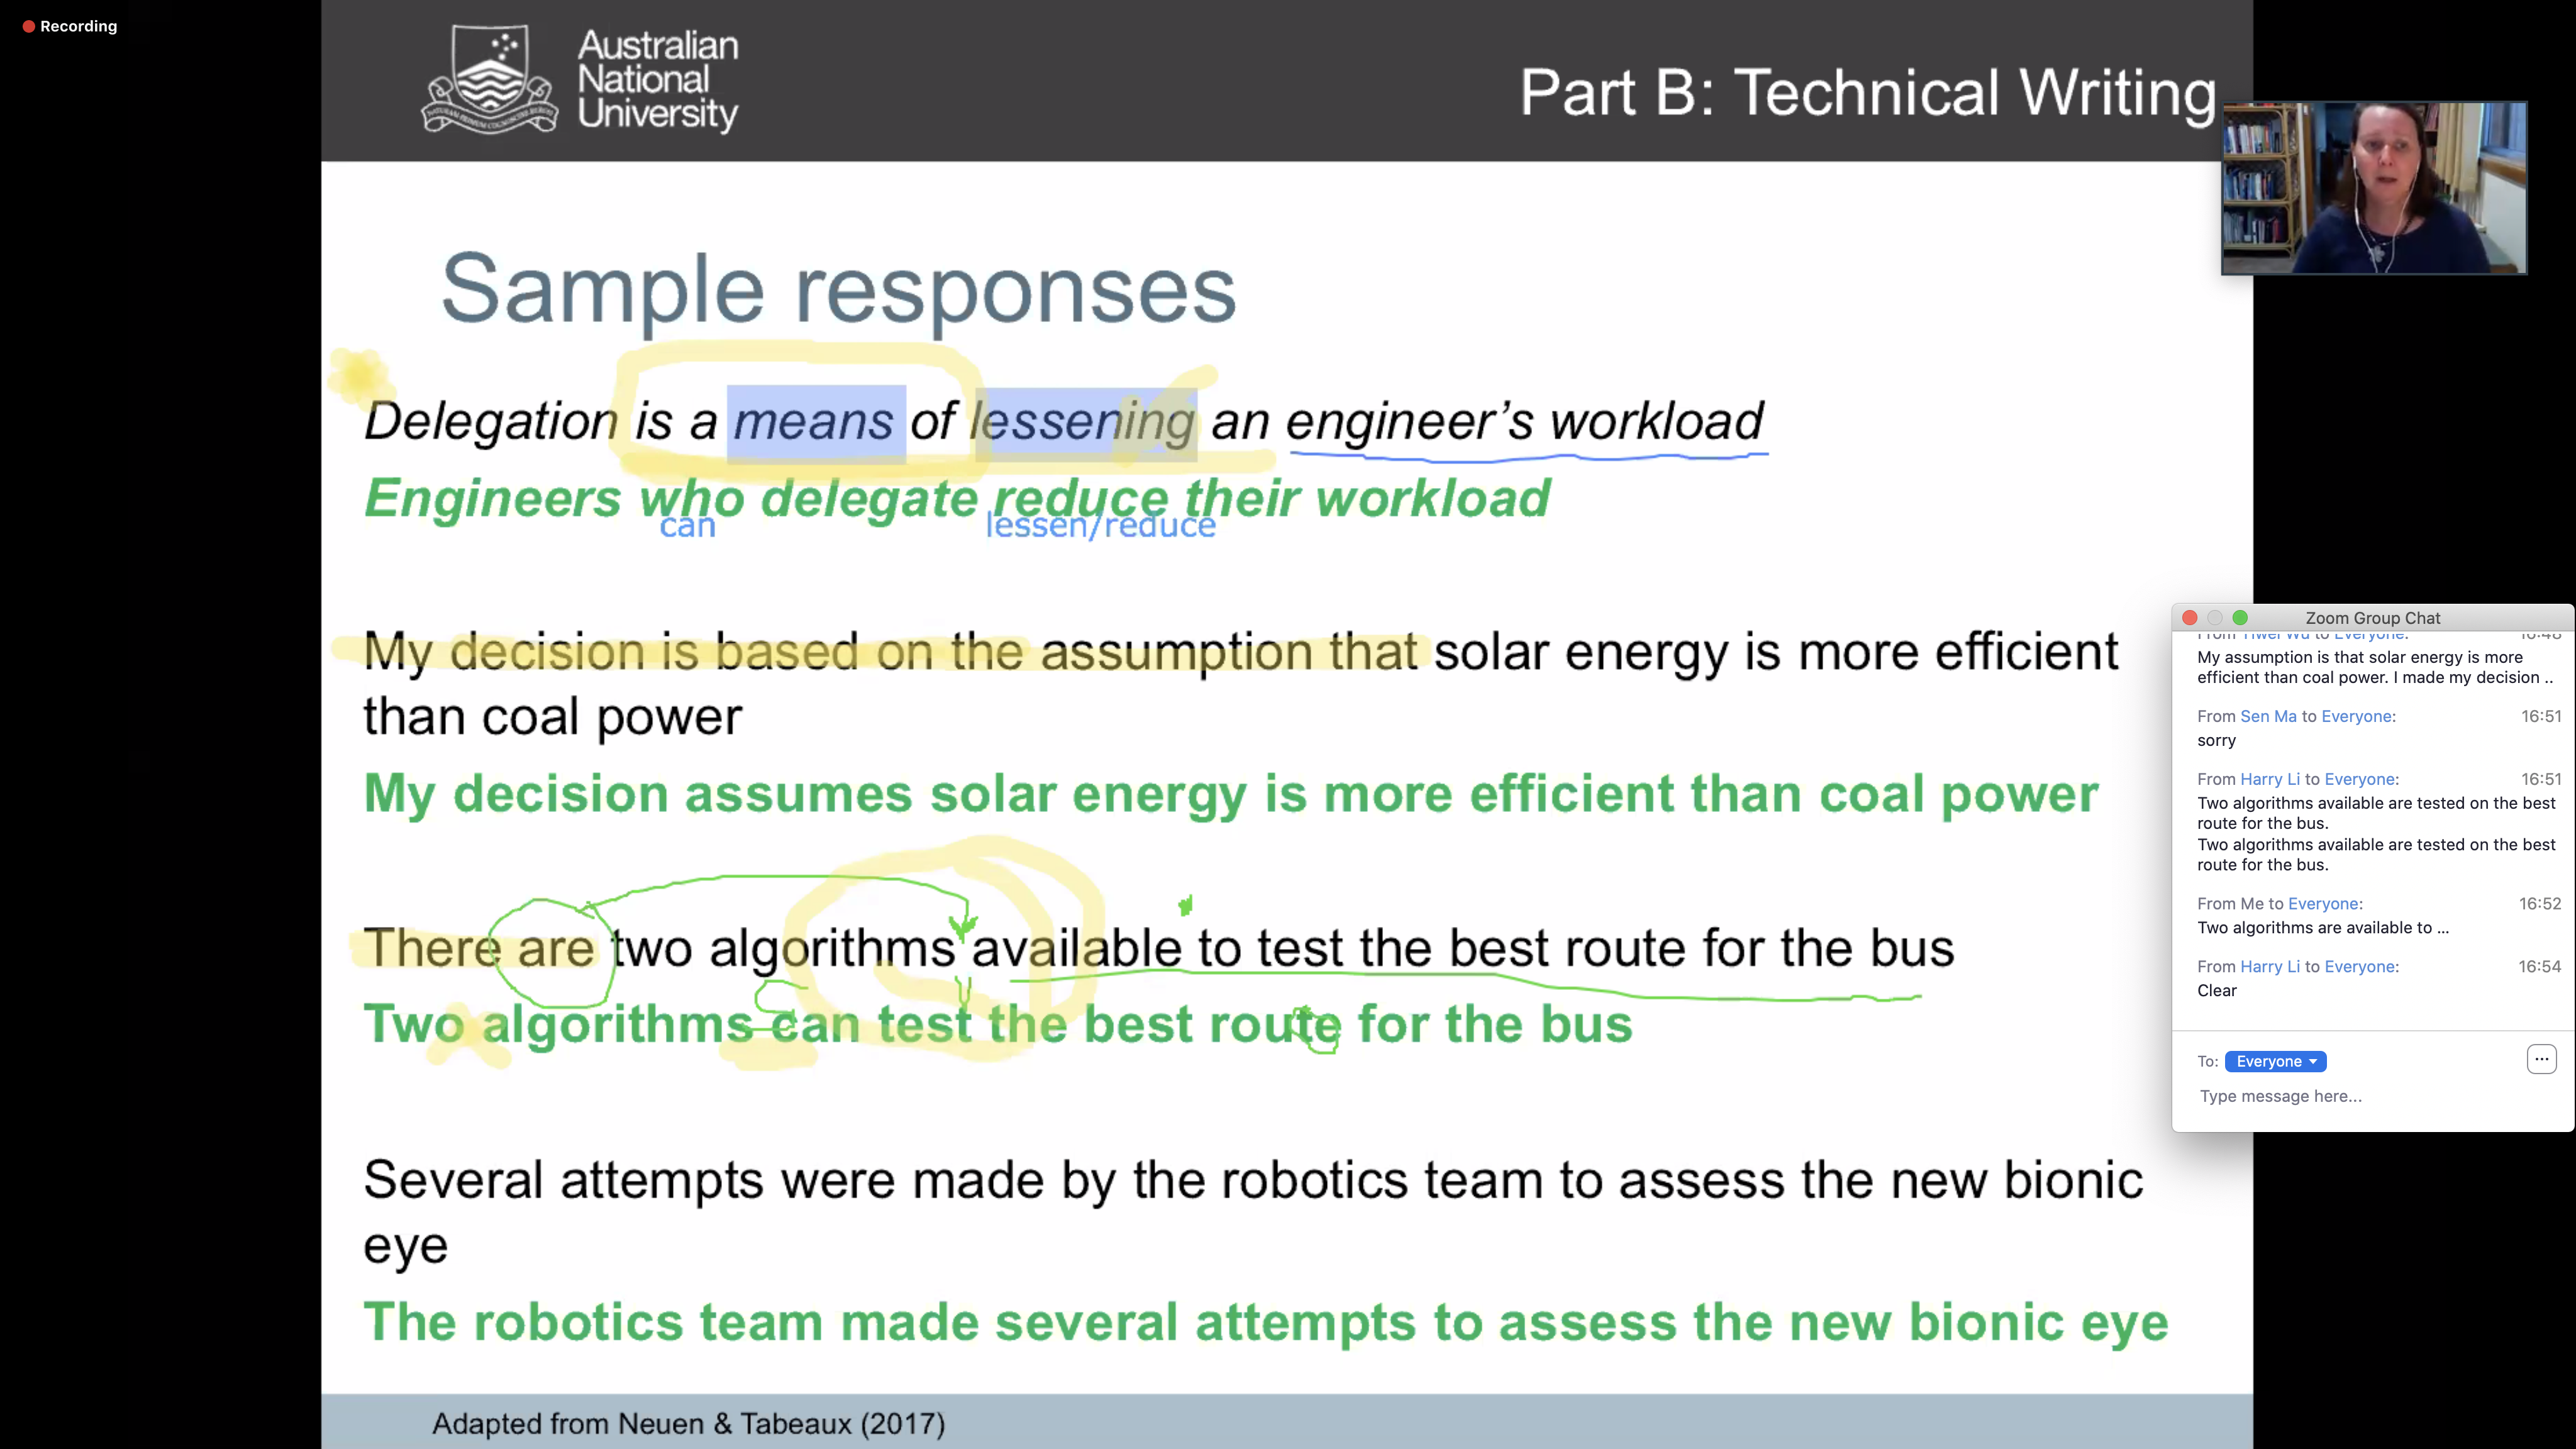 Recording
Australian
National
University
Part B: Technical Writing
Sample responses
Delegation is a means of lessening an engineer's workload
Engineers who delegate reduce their workload
can lessen/reduce
My decision is based on the assumption that solar energy is more efficient
than coal power
My decision assumes solar energy is more efficient than coal power
There are two algorithms available to test the best route for the bus
Two algorithms can test the best route for the bus
Several attempts were made by the robotics team to assess the new bionic
eye
The robotics team made several attempts to assess the new bionic eye
Adapted from Neuen & Tabeaux (2017)
Zoom Group Chat
From Yiwei Wu to Everyone: 16:48
My assumption is that solar energy is more
efficient than coal power. I made my decision ..
From Sen Ma to Everyone: 16:51
sorry
From Harry Li to Everyone: 16:51
Two algorithms available are tested on the best
route for the bus.
Two algorithms available are tested on the best
route for the bus.
From Me to Everyone: 16:52
Two algorithms are available to ...
From Harry Li to Everyone: 16:54
Clear
To: Everyone
Type message here...